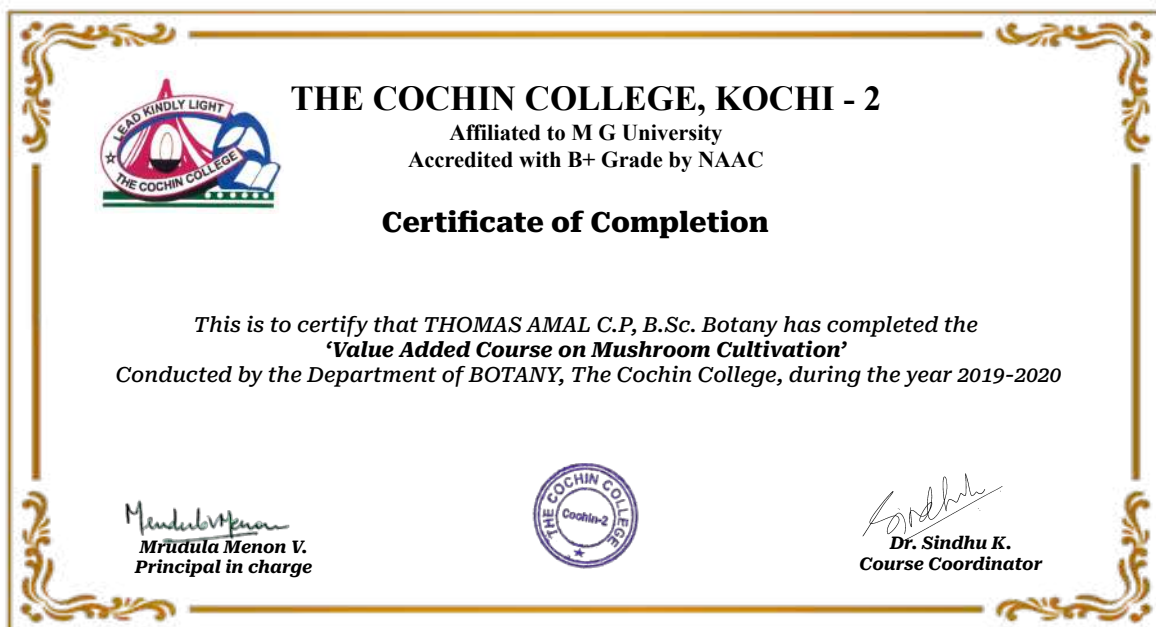 THE COCHIN COLLEGE, KOCHI - 2
Affiliated to M G University
Accredited with B+ Grade by NAAC
LEAD KINDLY LIGHT
THE COCHIN COLLEGE
Certificate of Completion
This is to certify that THOMAS AMAL C.P, B.Sc. Botany has completed the
‘Value Added Course on Mushroom Cultivation’
Conducted by the Department of BOTANY, The Cochin College, during the year 2019-2020
THE COCHIN COLLEGE
Cochin-2
Mrudula Menon V.
Principal in charge
Sindhu
Dr. Sindhu K.
Course Coordinator